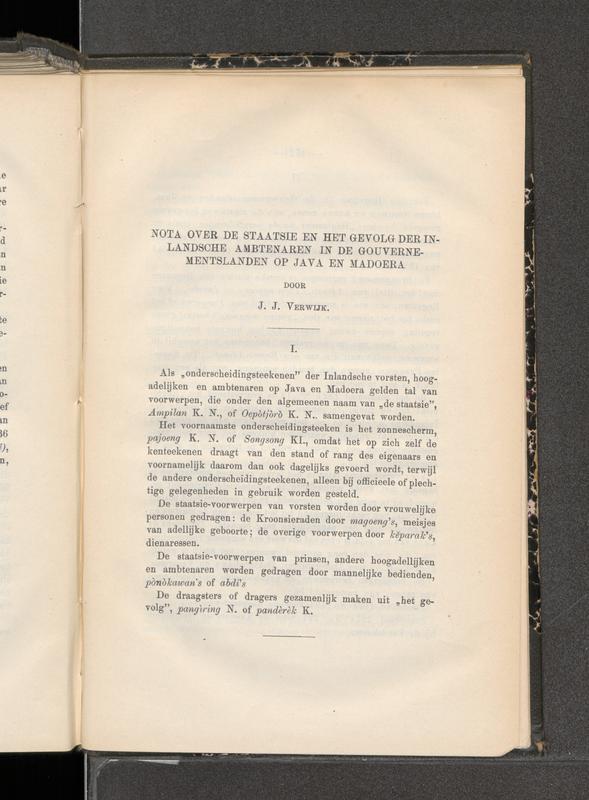 NOTA OVER DE STAATSIE EN HET GEVOLG DER IN-
LANDSCHE AMBTENAREN IN DE GOUVERNE-
MENTSLANDEN OP JAVA EN MADOERA
DOOR
J. J. VERWIJK.
I.
Als „onderscheidingsteekenen" der Inlandsche vorsten, hoog-
adelijken en ambtenaren op Java en Madoera gelden tal van
voorwerpen, die onder den algemeenen naam van „de staatsie",
Ampilan K. N., of Oepòtjòrò K. N.. samengevat worden.
Het voornaamste onderscheidingsteeken is het zonnescherm,
pajoeng K. N. of Songsong KI., omdat het op zich zelf de
kenteekenen draagt van den stand of rang des eigenaars en
voornamelijk daarom dan ook dagelijks gevoerd wordt, terwijl
de andere onderscheidingsteekenen, alleen bij officieele of plech-
tige gelegenheden in gebruik worden gesteld.
De staatsie-voorwerpen van vorsten worden door vrouwelijke
personen gedragen: de Kroonsieraden door magoeng's, meisjes
van adellijke geboorte; de overige voorwerpen door kĕparak's,
dienaressen.
De staatsie-voorwerpen van prinsen, andere hoogadellijken
en ambtenaren worden gedragen door mannelijke bedienden,
pònòkawan's of abdi's
De draagsters of dragers gezamenlijk maken uit „het ge-
volg", pangiring N. of pandèrèk K.